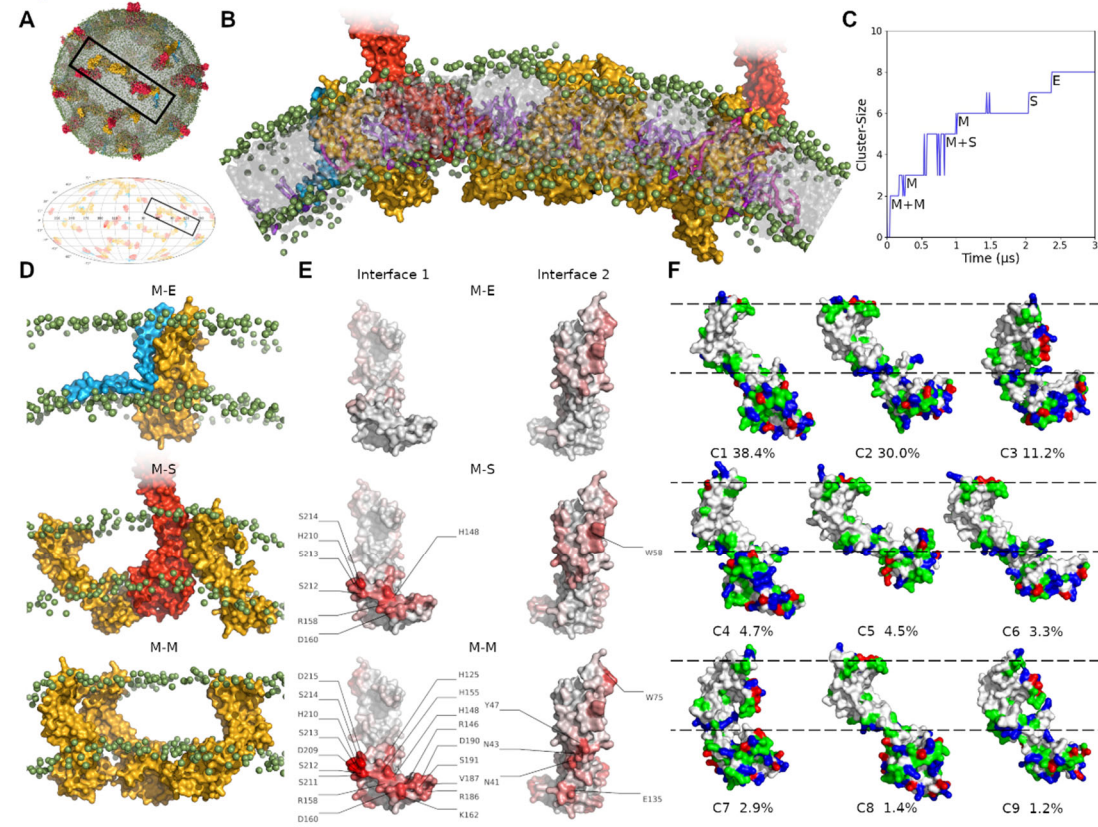 A
B
C
10
8
6
4
2
0
Cluster-Size
M+M
M
M+S
M
S
E
0
0.5
1
1.5
2
2.5
3
Time (μs)
D
M-E
M-S
M-M
E
Interface 1
Interface 2
M-E
M-S
S214
H210
S213
S212
R158
D160
H148
W58
M-M
D215
S214
H210
S213
D209
S212
S211
R158
D160
H125
H155
H148
R146
D190
S191
V187
R186
K162
Y47
N43
N41
W75
E135
F
C1 38.4%
C2 30.0%
C3 11.2%
C4 4.7%
C5 4.5%
C6 3.3%
C7 2.9%
C8 1.4%
C9 1.2%